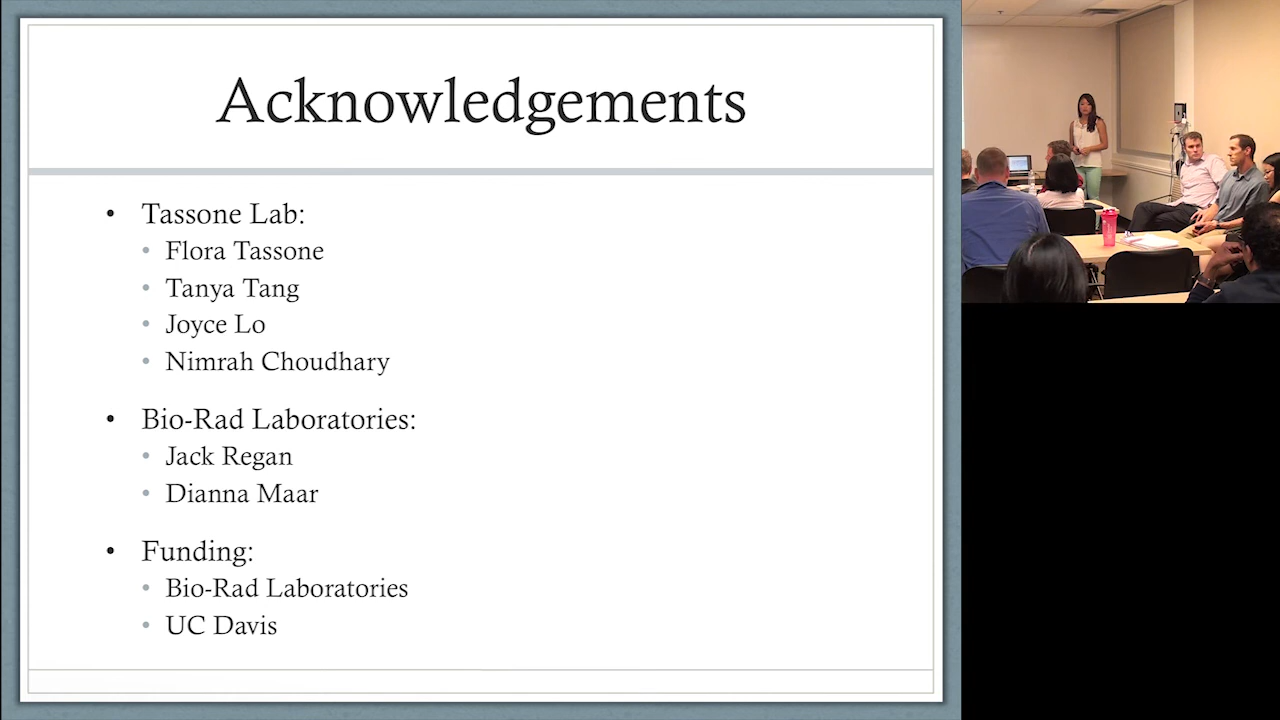 Acknowledgements
• Tassone Lab:
• Flora Tassone
• Tanya Tang
• Joyce Lo
• Nimrah Choudhary
• Bio-Rad Laboratories:
• Jack Regan
• Dianna Maar
• Funding:
• Bio-Rad Laboratories
• UC Davis